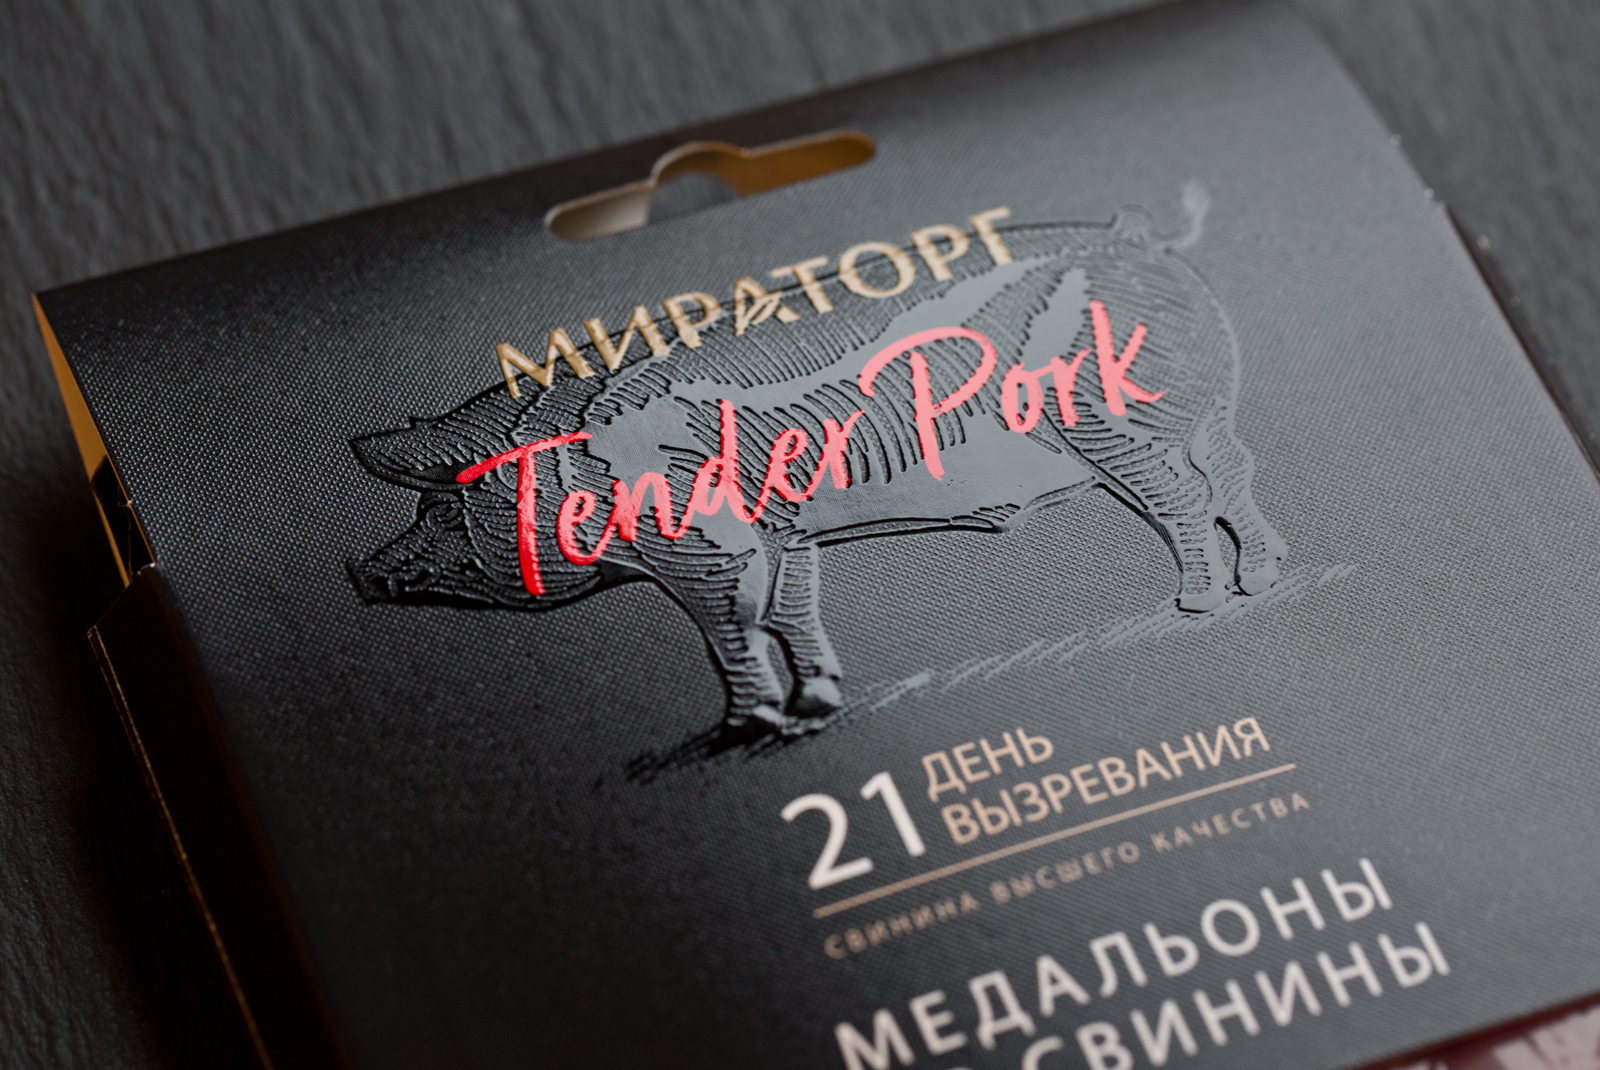 МИРАТОРГ
Tender Pork
21 ДЕНЬ
ВЫЗРЕВАНИЯ
СВИНИНА ВЫСШЕГО КАЧЕСТВА
МЕДАЛЬОНЫ
СВИНИНЫ